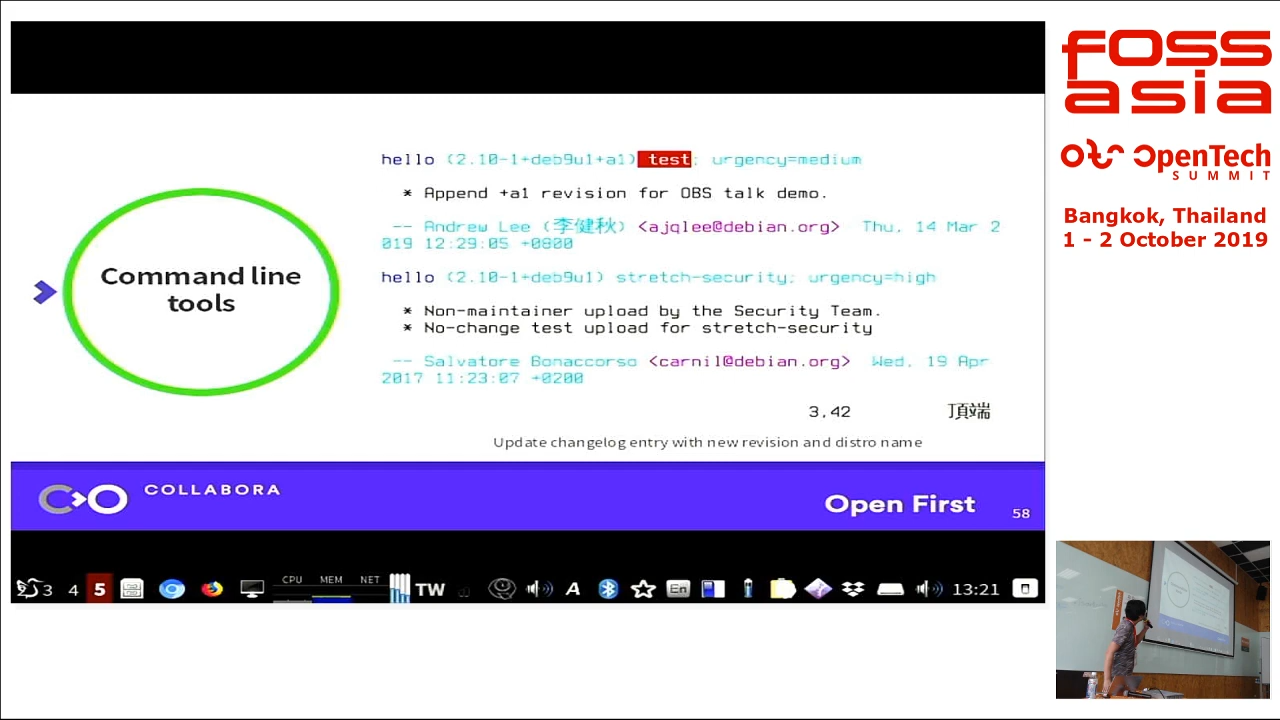 hello (2.10-1+deb9u1+a1) test; urgency=medium
* Append +a1 revision for OBS talk demo.
-- Andrew Lee (李健秋) <ajqlee@debian.org> Thu, 14 Mar 2
019 12:29:05 +0800
hello (2.10-1+deb9u1) stretch-security; urgency=high
* Non-maintainer upload by the Security Team.
* No-change test upload for stretch-security
-- Salvatore Bonaccorso <carnil@debian.org> Wed, 19 Apr
2017 11:23:07 +0200
3,42 頂端
Update changelog entry with new revision and distro name
Command line
tools
COLLABORA
Open First
58
3 4 5 CPU MEM NET TW A En 13:21
foss
asia
OpenTech
SUMMIT
Bangkok, Thailand
1 - 2 October 2019